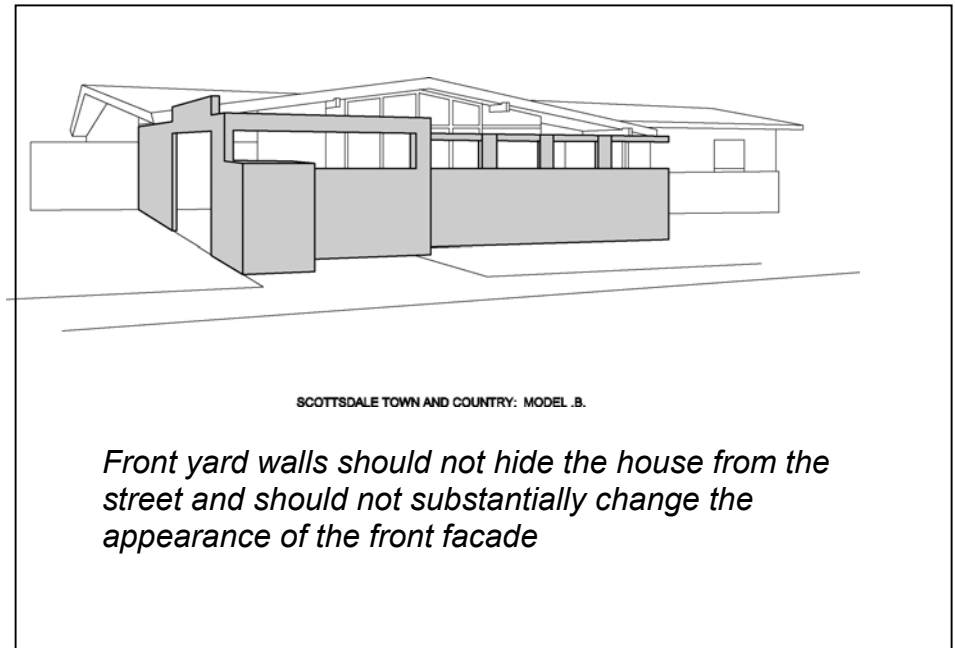 SCOTTSDALE TOWN AND COUNTRY: MODEL .B.
Front yard walls should not hide the house from the
street and should not substantially change the
appearance of the front facade